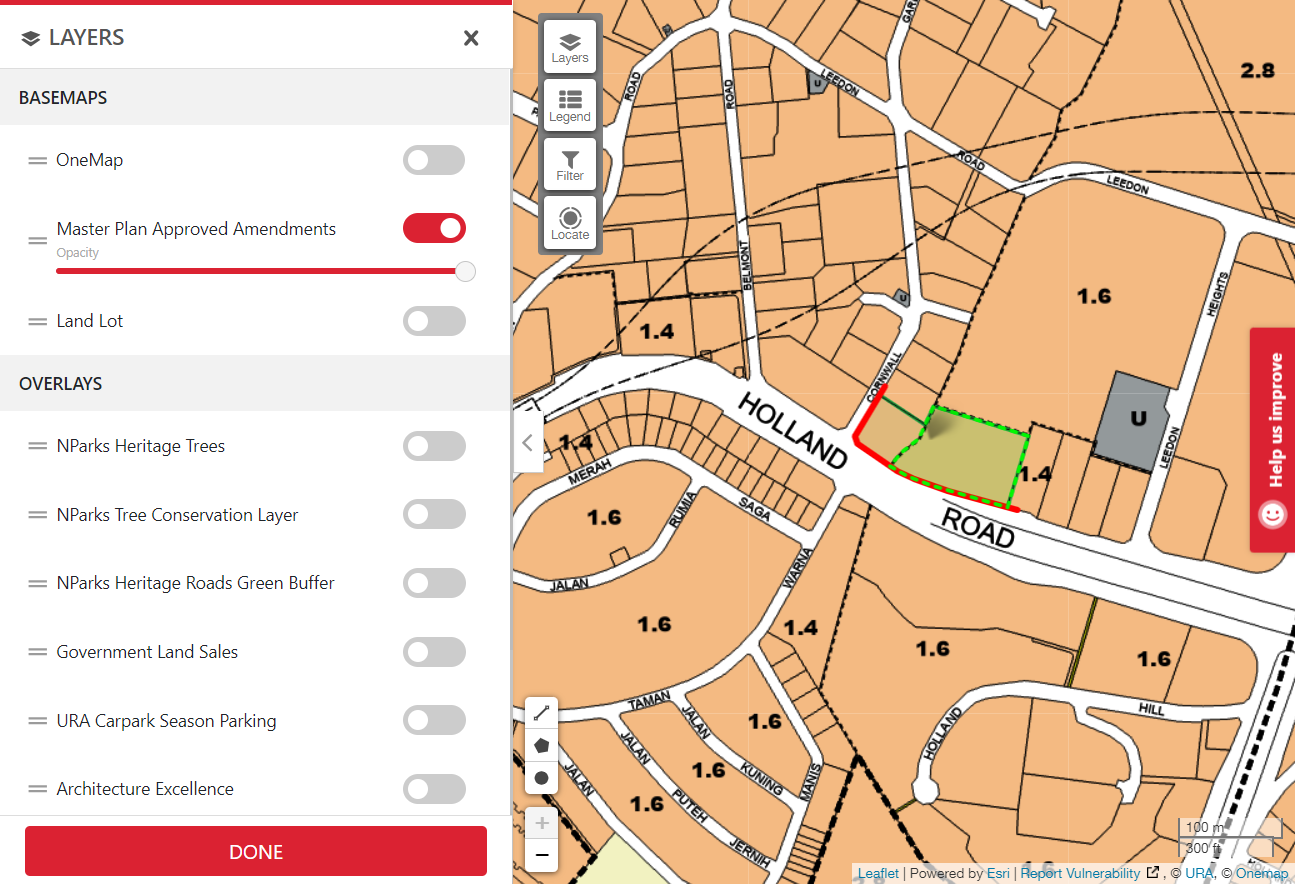 LAYERS
BASEMAPS
OneMap
Master Plan Approved Amendments
Opacity
Land Lot
OVERLAYS
NParks Heritage Trees
NParks Tree Conservation Layer
NParks Heritage Roads Green Buffer
Government Land Sales
URA Carpark Season Parking
Architecture Excellence
DONE
Layers
Legend
Filter
Locate
ROAD
ROAD
LEEDON
U
2.8
ROAD
LEEDON
BELMONT
U
1.6
HEIGHTS
1.4
CORNWALL
HOLLAND
U
1.4
MERAH
LEEDON
1.4
1.6
RUMIA
SAGA
ROAD
JALAN
WARNA
1.6
1.4
1.6
1.6
TAMAN
JALAN
1.6
HOLLAND
HILL
JALAN
1.6
KUNING
MANIS
JALAN
1.6
PUTEH
JERNIH
1.6
2.8
Help us improve
+
−
100 m
300 ft
Leaflet | Powered by Esri | Report Vulnerability , © URA, © Onemap